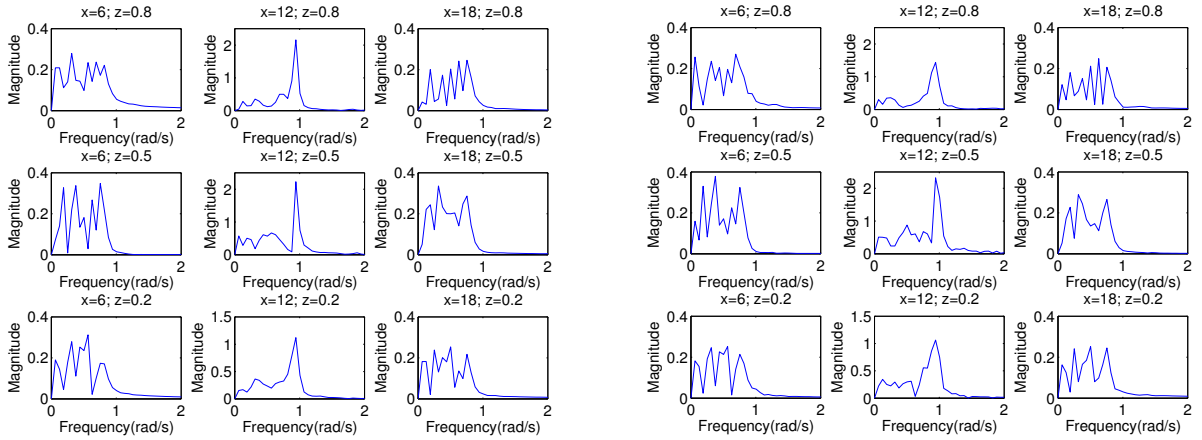 x=6; z=0.8
x=12; z=0.8
x=18; z=0.8
Magnitude
0.4
0.2
0
0 1 2
Frequency(rad/s)
Magnitude
2
1
0
0 1 2
Frequency(rad/s)
Magnitude
0.4
0.2
0
0 1 2
Frequency(rad/s)
x=6; z=0.5
x=12; z=0.5
x=18; z=0.5
Magnitude
0.4
0.2
0
0 1 2
Frequency(rad/s)
Magnitude
2
1
0
0 1 2
Frequency(rad/s)
Magnitude
0.4
0.2
0
0 1 2
Frequency(rad/s)
x=6; z=0.2
x=12; z=0.2
x=18; z=0.2
Magnitude
0.4
0.2
0
0 1 2
Frequency(rad/s)
Magnitude
1.5
1
0.5
0
0 1 2
Frequency(rad/s)
Magnitude
0.4
0.2
0
0 1 2
Frequency(rad/s)
x=6; z=0.8
x=12; z=0.8
x=18; z=0.8
Magnitude
0.4
0.2
0
0 1 2
Frequency(rad/s)
Magnitude
2
1
0
0 1 2
Frequency(rad/s)
Magnitude
0.4
0.2
0
0 1 2
Frequency(rad/s)
x=6; z=0.5
x=12; z=0.5
x=18; z=0.5
Magnitude
0.4
0.2
0
0 1 2
Frequency(rad/s)
Magnitude
2
1
0
0 1 2
Frequency(rad/s)
Magnitude
0.4
0.2
0
0 1 2
Frequency(rad/s)
x=6; z=0.2
x=12; z=0.2
x=18; z=0.2
Magnitude
0.4
0.2
0
0 1 2
Frequency(rad/s)
Magnitude
1.5
1
0.5
0
0 1 2
Frequency(rad/s)
Magnitude
0.4
0.2
0
0 1 2
Frequency(rad/s)